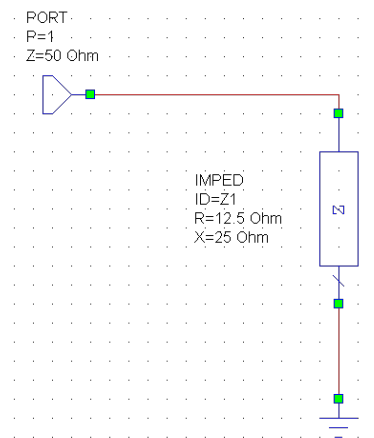 PORT
P=1
Z=50 Ohm
IMPED
ID=Z1
R=12.5 Ohm
X=25 Ohm
Z